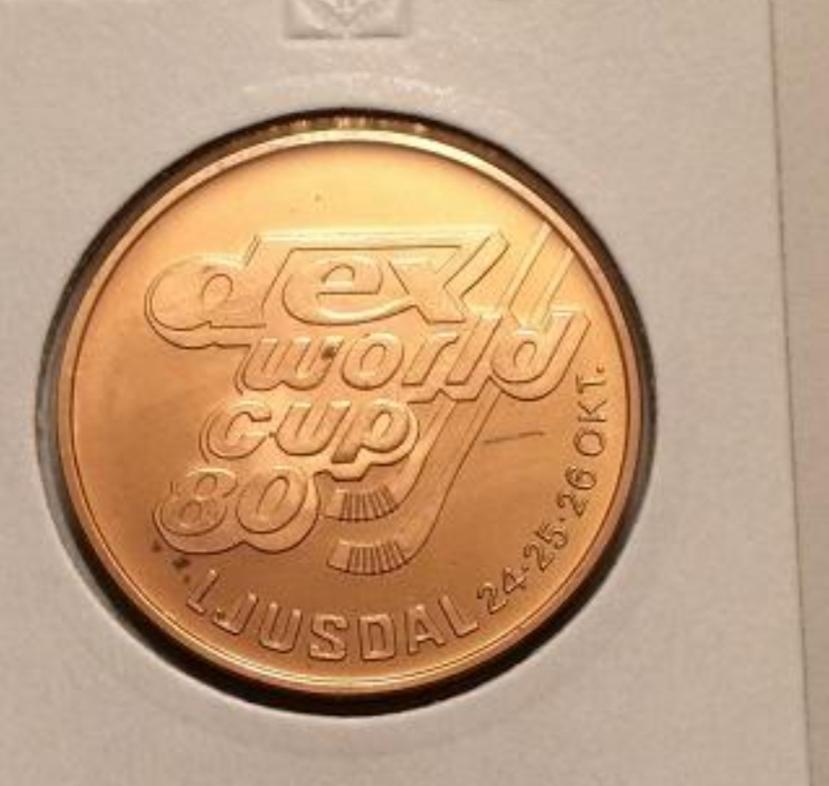 dex
world
cup
80
LJUSDAL 24·25·26 OKT.